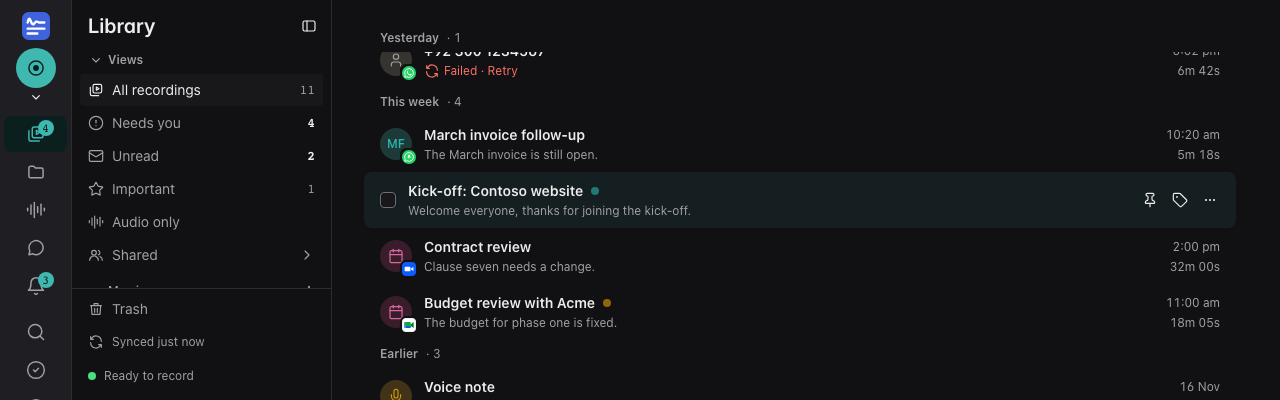 Library
Views
All recordings 11
Needs you 4
Unread 2
Important 1
Audio only
Shared
Trash
Synced just now
Ready to record
4
3
Yesterday · 1
Failed · Retry
6m 42s
This week · 4
MF
March invoice follow-up
10:20 am
The March invoice is still open.
5m 18s
Kick-off: Contoso website
Welcome everyone, thanks for joining the kick-off.
Contract review
2:00 pm
Clause seven needs a change.
32m 00s
Budget review with Acme
11:00 am
The budget for phase one is fixed.
18m 05s
Earlier · 3
Voice note
16 Nov